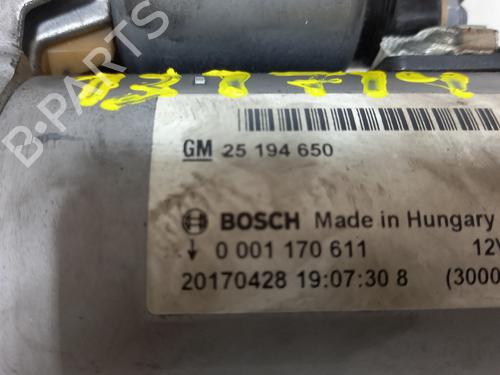 GM 25 194 650
BOSCH Made in Hungary
0 001 170 611 12V
20170428 19:07:30 8 (3000
B-PARTS